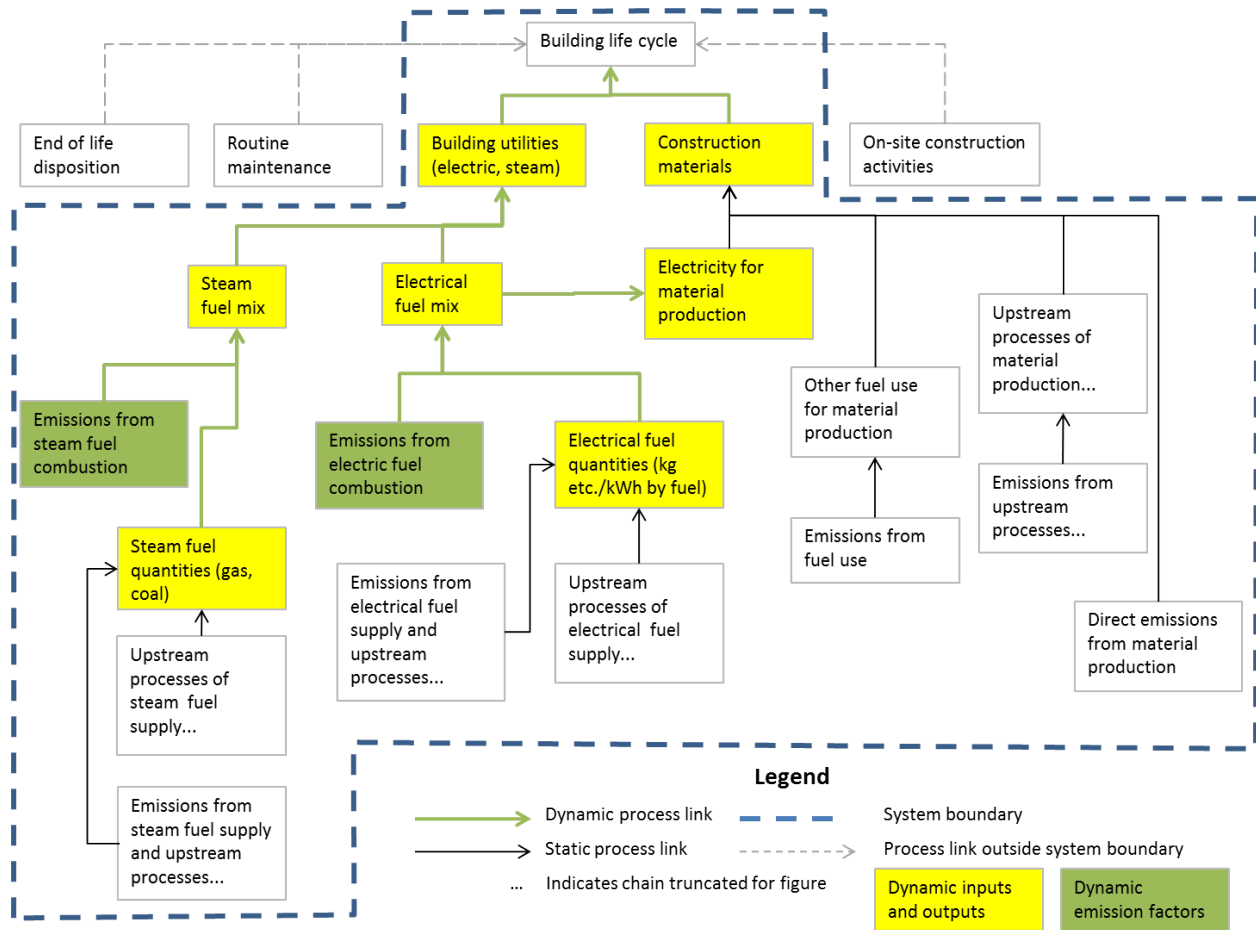 Building life cycle
End of life
disposition
Routine
maintenance
Building utilities
(electric, steam)
Construction
materials
On-site construction
activities
Steam
fuel mix
Electrical
fuel mix
Electricity for
material
production
Upstream
processes of
material
production...
Other fuel use
for material
production
Emissions from
steam fuel
combustion
Emissions from
electric fuel
combustion
Electrical fuel
quantities (kg
etc./kWh by fuel)
Emissions from
upstream
processes...
Emissions from
fuel use
Steam fuel
quantities (gas,
coal)
Emissions from
electrical fuel
supply and
upstream
processes...
Upstream
processes of
electrical fuel
supply...
Direct emissions
from material
production
Upstream
processes of
steam fuel
supply...
Emissions from
steam fuel supply
and upstream
processes...
Legend
Dynamic process link
System boundary
Static process link
Process link outside system boundary
... Indicates chain truncated for figure
Dynamic inputs
and outputs
Dynamic
emission factors